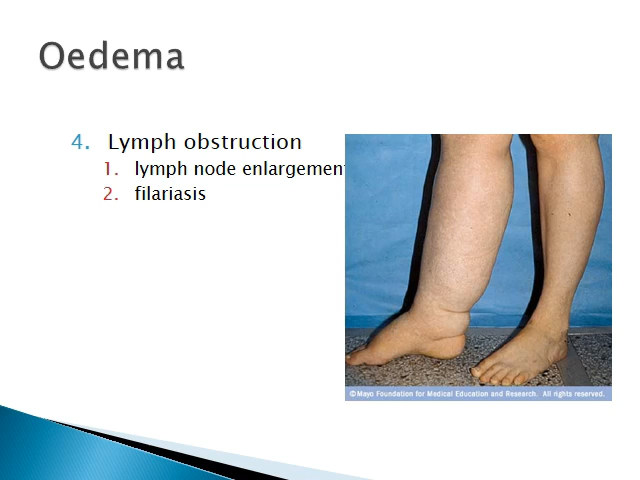 Oedema
4. Lymph obstruction
1. lymph node enlargement
2. filariasis
©Mayo Foundation for Medical Education and Research. All rights reserved.